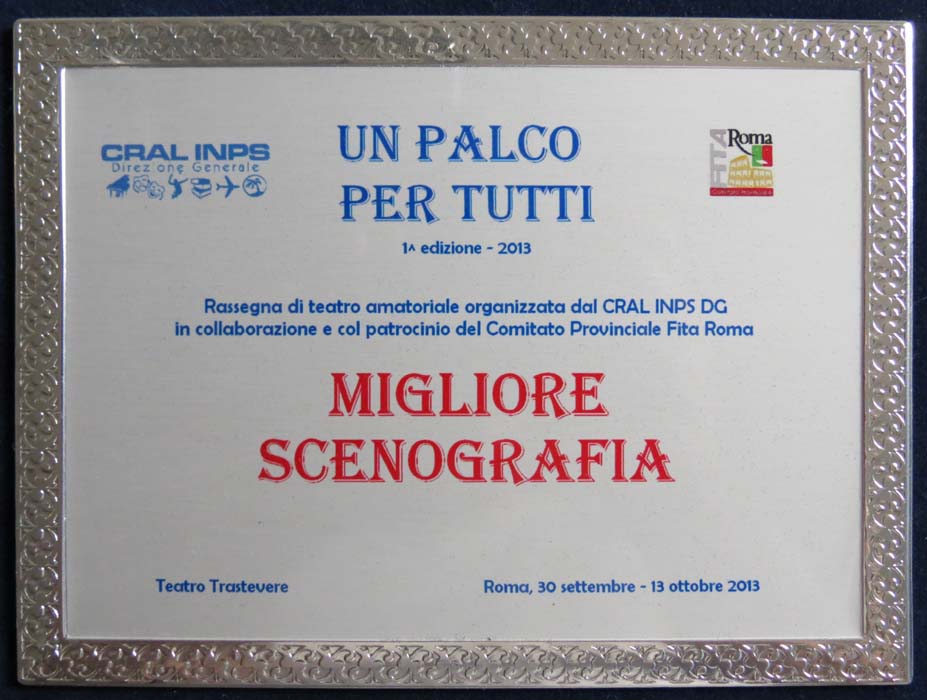 CRAL INPS
Direzione Generale
UN PALCO
PER TUTTI
FITA
Roma
Comitato Provinciale
1^ edizione - 2013
Rassegna di teatro amatoriale organizzata dal CRAL INPS DG
in collaborazione e col patrocinio del Comitato Provinciale Fita Roma
MIGLIORE
SCENOGRAFIA
Teatro Trastevere
Roma, 30 settembre - 13 ottobre 2013